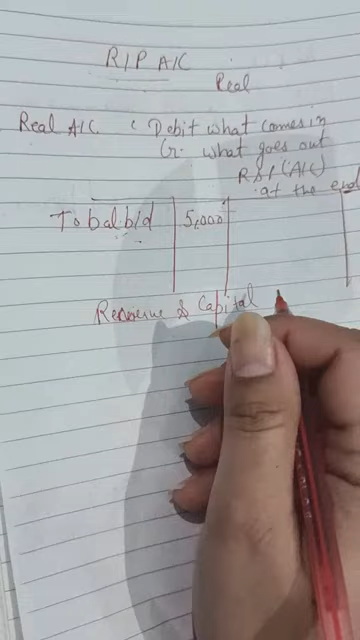 R/P A/C
Real
Real A/C : Debit what comes in
Cr. what goes out
R & P (A/C)
at the end
To bal. b/d 5,000
Revenue & Capital